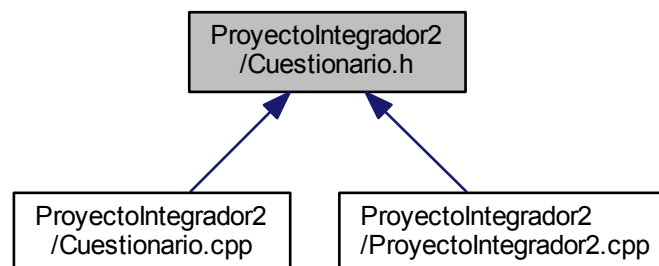 ProyectoIntegrador2
/Cuestionario.h
ProyectoIntegrador2
/Cuestionario.cpp
ProyectoIntegrador2
/ProyectoIntegrador2.cpp